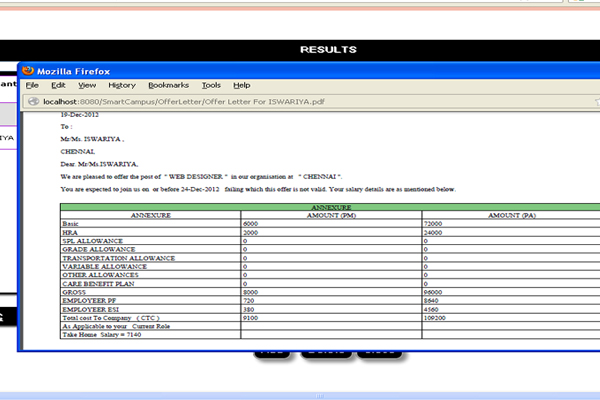 RESULTS
Mozilla Firefox
File Edit View History Bookmarks Tools Help
ant
localhost:8080/SmartCampus/OfferLetter/Offer Letter For ISWARIYA.pdf
19-Dec-2012
To :
IYA
Mr/Ms. ISWARIYA ,
CHENNAI,
Dear. Mr/Ms.ISWARIYA,
We are pleased to offer the post of " WEB DESIGNER " in our organisation at " CHENNAI ".
You are expected to join us on or before 24-Dec-2012 failing which this offer is not valid. Your salary details are as mentioned below.
ANNEXURE
ANNEXURE AMOUNT (PM) AMOUNT (PA)
Basic 6000 72000
HRA 2000 24000
SPL ALLOWANCE 0 0
GRADE ALLOWANCE 0 0
TRANSPORTATION ALLOWANCE 0 0
VARIABLE ALLOWANCE 0 0
OTHER ALLOWANCES 0 0
CARE BENEFIT PLAN 0 0
GROSS 8000 96000
EMPLOYEER PF 720 8640
EMPLOYEER ESI 380 4560
Total cost To Company ( CTC ) 9100 109200
As Applicable to your Current Role
Take Home Salary = 7140